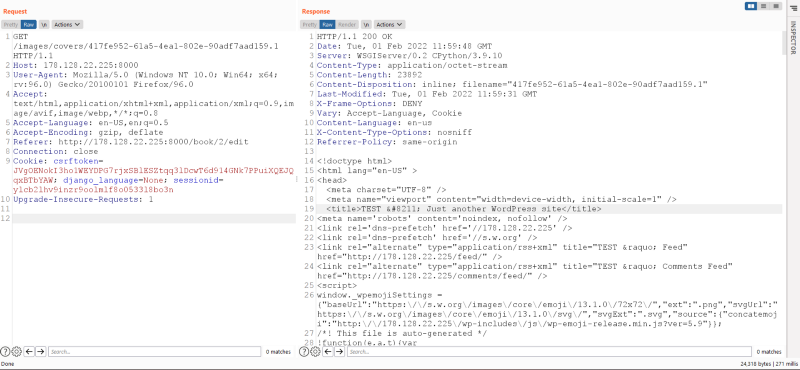 Request
Pretty Raw \n Actions
1 GET
/images/covers/417fe952-61a5-4ea1-802e-90adf7aad159.1
HTTP/1.1
2 Host: 178.128.22.225:8000
3 User-Agent: Mozilla/5.0 (Windows NT 10.0; Win64; x64;
rv:96.0) Gecko/20100101 Firefox/96.0
4 Accept:
text/html,application/xhtml+xml,application/xml;q=0.9,im
age/avif,image/webp,*/*;q=0.8
5 Accept-Language: en-US,en;q=0.5
6 Accept-Encoding: gzip, deflate
7 Referer: http://178.128.22.225:8000/book/2/edit
8 Connection: close
9 Cookie: csrftoken=
django_language=None; sessionid=
10 Upgrade-Insecure-Requests: 1
11
12
Search...
0 matches
Done
Response
Pretty Raw Render \n Actions
1 HTTP/1.1 200 OK
2 Date: Tue, 01 Feb 2022 11:59:48 GMT
3 Server: WSGIServer/0.2 CPython/3.9.10
4 Content-Type: application/octet-stream
5 Content-Length: 23892
6 Content-Disposition: inline; filename="417fe952-61a5-4ea1-802e-90adf7aad159.1"
7 Last-Modified: Tue, 01 Feb 2022 11:59:31 GMT
8 X-Frame-Options: DENY
9 Vary: Accept-Language, Cookie
10 Content-Language: en-us
11 X-Content-Type-Options: nosniff
12 Referrer-Policy: same-origin
13
14 <!doctype html>
15 <html lang="en-US" >
16 <head>
17 <meta charset="UTF-8" />
18 <meta name="viewport" content="width=device-width, initial-scale=1" />
19 <title>TEST &#8211; Just another WordPress site</title>
20 <meta name='robots' content='noindex, nofollow' />
21 <link rel='dns-prefetch' href='//178.128.22.225' />
22 <link rel='dns-prefetch' href='//s.w.org' />
23 <link rel="alternate" type="application/rss+xml" title="TEST &raquo; Feed"
href="http://178.128.22.225/feed/" />
24 <link rel="alternate" type="application/rss+xml" title="TEST &raquo; Comments Feed"
href="http://178.128.22.225/comments/feed/" />
25 <script>
26 window._wpemojiSettings =
{"baseUrl":"https:\/\/s.w.org\/images\/core\/emoji\/13.1.0\/72x72\/","ext":".png","svgUrl":"
https:\/\/s.w.org\/images\/core\/emoji\/13.1.0\/svg\/","svgExt":".svg","source":{"concatemoj
i":"http:\/\/178.128.22.225\/wp-includes\/js\/wp-emoji-release.min.js?ver=5.9"}};
27 /*! This file is auto-generated */
28 !function(e,a,t){var
Search...
0 matches
24,318 bytes | 271 millis
INSPECTOR